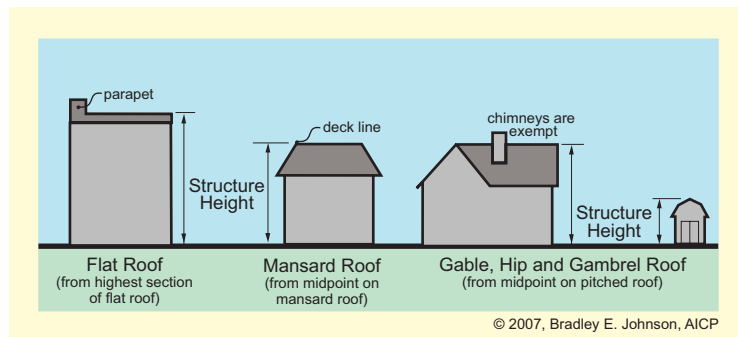 parapet
deck line
chimneys are
exempt
Structure
Height
Structure
Height
Flat Roof
(from highest section
of flat roof)
Mansard Roof
(from midpoint on
mansard roof)
Gable, Hip and Gambrel Roof
(from midpoint on pitched roof)
© 2007, Bradley E. Johnson, AICP